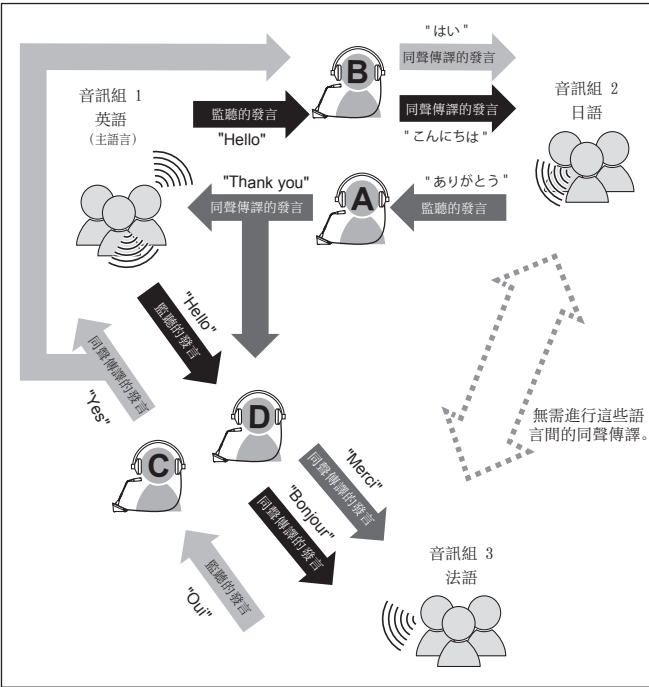 "はい"
B
同聲傳譯的發言
音訊組 1
英語
(主語言)
監聽的發言
"Hello"
同聲傳譯的發言
"こんにちは"
音訊組 2
日語
"Thank you"
同聲傳譯的發言
A
"ありがとう"
監聽的發言
"Hello"
監聽的發言
同聲傳譯的發言
"Yes"
D
C
"Merci"
同聲傳譯的發言
"Bonjour"
同聲傳譯的發言
監聽的發言
"Oui"
無需進行這些語
言間的同聲傳譯。
音訊組 3
法語